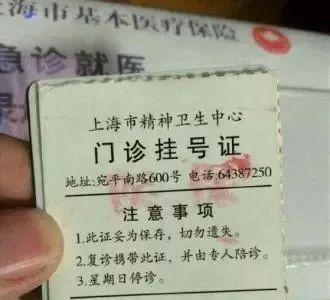 上海市基本医疗保险
急诊就医
上海市精神卫生中心
门诊挂号证
地址:宛平南路600号 电话:64387250
注意事项
1.此证妥为保存，切勿遗失。
2.复诊携带此证，并由专人陪诊。
3.星期日停诊。